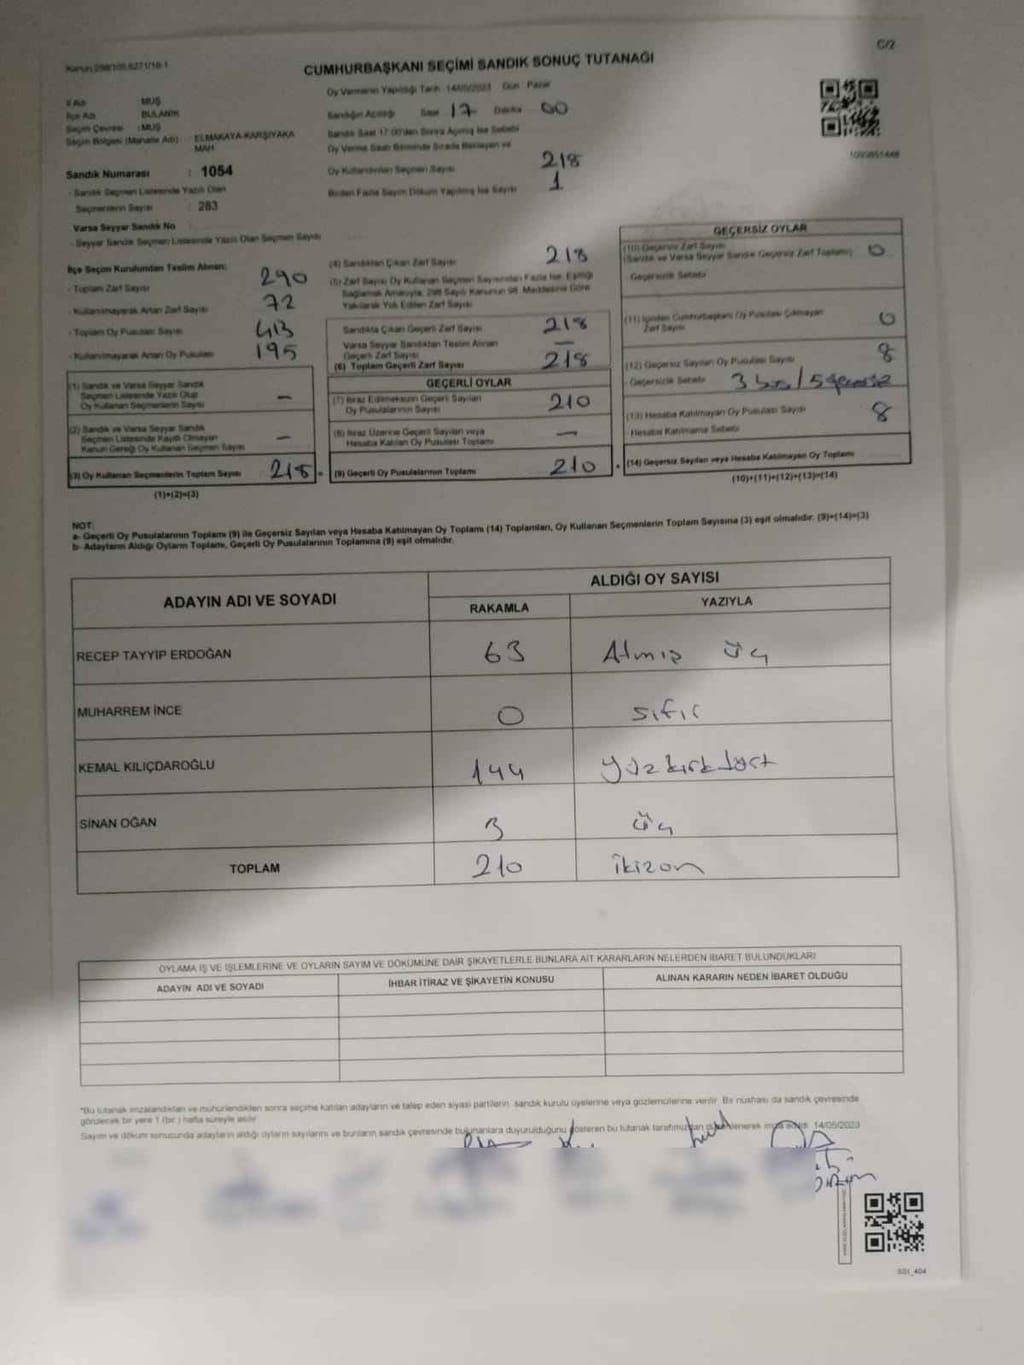 C/2
Kanun:298/105.6271/18-1
CUMHURBAŞKANI SEÇİMİ SANDIK SONUÇ TUTANAĞI
İl Adı : MUŞ
İlçe Adı : BULANIK
Seçim Çevresi : MUŞ
Seçim Bölgesi (Mahalle Adı) : ELMAKAYA-KARŞIYAKA MAH
Sandık Numarası : 1054
- Sandık Seçmen Listesinde Yazılı Olan
Seçmenlerin Sayısı : 283
Varsa Seyyar Sandık No
- Seyyar Sandık Seçmen Listesinde Yazılı Olan Seçmen Sayısı
Oy Vermenin Yapıldığı Tarih :14/05/2023 Gün : Pazar
Sandığın Açıldığı Saat 17 Dakika 00
Sandık Saat 17:00'den Sonra Açılmış İse Sebebi
Oy Verme Saati Bitiminde Sırada Bekleyen ve
Oy Kullandırılan Seçmen Sayısı 218
Birden Fazla Sayım Döküm Yapılmış İse Sayısı 1
İlçe Seçim Kurulundan Teslim Alınan;
- Toplam Zarf Sayısı 290
- Kullanılmayarak Artan Zarf Sayısı 72
- Toplam Oy Pusulası Sayısı 413
- Kullanılmayarak Artan Oy Pusulası 195
(1) Sandık ve Varsa Seyyar Sandık
Seçmen Listesinde Yazılı Olup
Oy Kullanan Seçmenlerin Sayısı -
(2) Sandık ve Varsa Seyyar Sandık
Seçmen Listesinde Kayıtlı Olmayan
Kanun Gereği Oy Kullanan Seçmen Sayısı -
(3) Oy Kullanan Seçmenlerin Toplam Sayısı 218
(1)+(2)=(3)
(4) Sandıktan Çıkan Zarf Sayısı 218
(5) Zarf Sayısı Oy Kullanan Seçmen Sayısından Fazla İse, Eşitliği
Sağlamak Amacıyla, 298 Sayılı Kanunun 98. Maddesine Göre
Yakılarak Yok Edilen Zarf Sayısı
Sandıkta Çıkan Geçerli Zarf Sayısı 218
Varsa Seyyar Sandıktan Teslim Alınan
Geçerli Zarf Sayısı -
(6) Toplam Geçerli Zarf Sayısı 218
GEÇERLİ OYLAR
(7) İtiraz Edilmeksizin Geçerli Sayılan
Oy Pusulalarının Sayısı 210
(8) İtiraz Üzerine Geçerli Sayılan veya
Hesaba Katılan Oy Pusulası Toplamı -
(9) Geçerli Oy Pusulalarının Toplamı 210
GEÇERSİZ OYLAR
(10) Geçersiz Zarf Sayısı
(Sandık ve Varsa Seyyar Sandık Geçersiz Zarf Toplamı) 0
Geçersizlik Sebebi
(11) İçinden Cumhurbaşkanı Oy Pusulası Çıkmayan
Zarf Sayısı 0
(12) Geçersiz Sayılan Oy Pusulası Sayısı 8
Geçersizlik Sebebi 3 boş / 5 geçersiz
(13) Hesaba Katılmayan Oy Pusulası Sayısı 8
Hesaba Katılmama Sebebi
(14) Geçersiz Sayılan veya Hesaba Katılmayan Oy Toplamı
(10)+(11)+(12)+(13)=(14)
NOT:
a- Geçerli Oy Pusulalarının Toplamı (9) ile Geçersiz Sayılan veya Hesaba Katılmayan Oy Toplamı (14) Toplamları, Oy Kullanan Seçmenlerin Toplam Sayısına (3) eşit olmalıdır. (9)+(14)=(3)
b- Adayların Aldığı Oyların Toplamı, Geçerli Oy Pusulalarının Toplamına (9) eşit olmalıdır.
ADAYIN ADI VE SOYADI
ALDIĞI OY SAYISI
RAKAMLA YAZIYLA
RECEP TAYYİP ERDOĞAN 63 Atmış üç
MUHARREM İNCE 0 sıfır
KEMAL KILIÇDAROĞLU 144 yüzkırkdört
SİNAN OĞAN 3 üç
TOPLAM 210 ikizon
OYLAMA İŞ VE İŞLEMLERİNE VE OYLARIN SAYIM VE DÖKÜMÜNE DAİR ŞİKAYETLERLE BUNLARA AİT KARARLARIN NELERDEN İBARET BULUNDUKLARI
ADAYIN ADI VE SOYADI İHBAR İTİRAZ VE ŞİKAYETİN KONUSU ALINAN KARARIN NEDEN İBARET OLDUĞU
*Bu tutanak imzalandıktan ve mühürlendikten sonra seçime katılan adayların ve talep eden siyasi partilerin sandık kurulu üyelerine veya gözlemcilerine verilir. Bir nüshası da sandık çevresinde
görülecek bir yere 1 (bir ) hafta süreyle asılır.
Sayım ve döküm sonucunda adayların aldığı oyların sayılarını ve bunların sandık çevresinde bulunanlara duyurulduğunu gösteren bu tutanak tarafımızdan düzenlenerek imza edildi. 14/05/2023
SS1_404